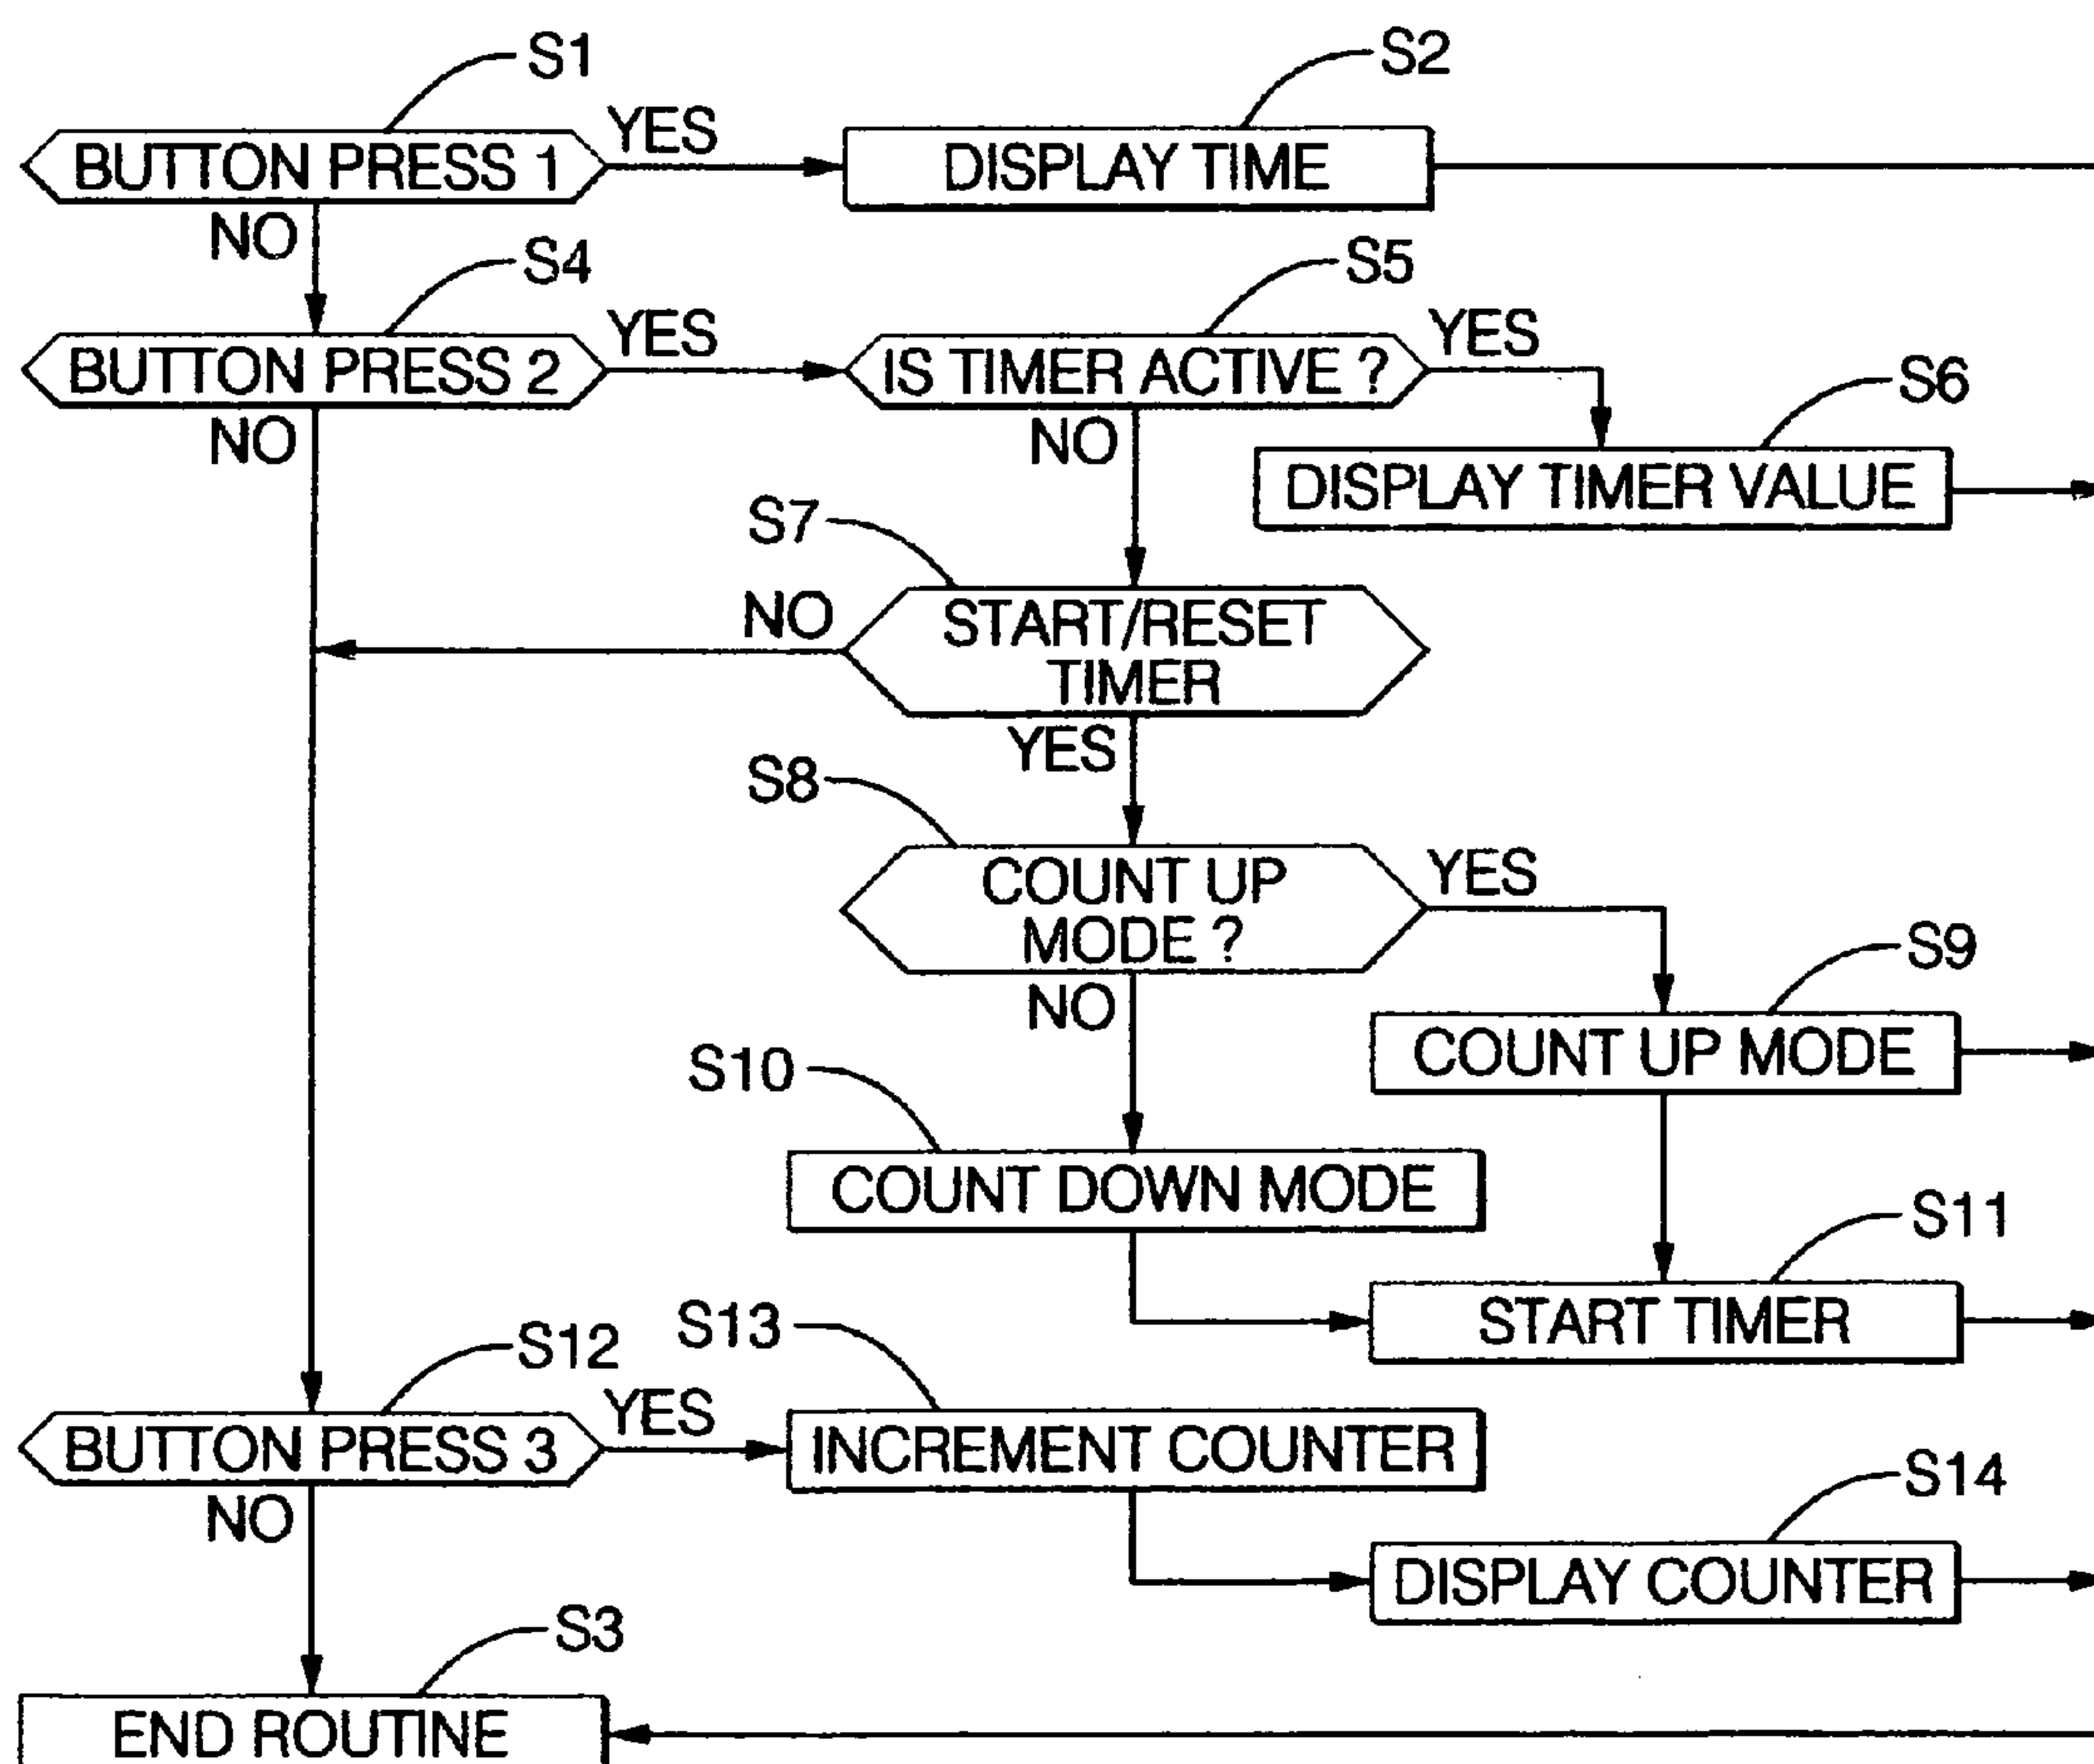 S1
S2
BUTTON PRESS 1
YES
DISPLAY TIME
NO
S4
S5
BUTTON PRESS 2
YES
IS TIMER ACTIVE ?
YES
S6
NO
NO
DISPLAY TIMER VALUE
S7
NO
START/RESET
TIMER
YES
S8
COUNT UP
MODE ?
YES
S9
NO
COUNT UP MODE
S10
COUNT DOWN MODE
S11
START TIMER
S12
S13
BUTTON PRESS 3
YES
INCREMENT COUNTER
S14
NO
DISPLAY COUNTER
S3
END ROUTINE